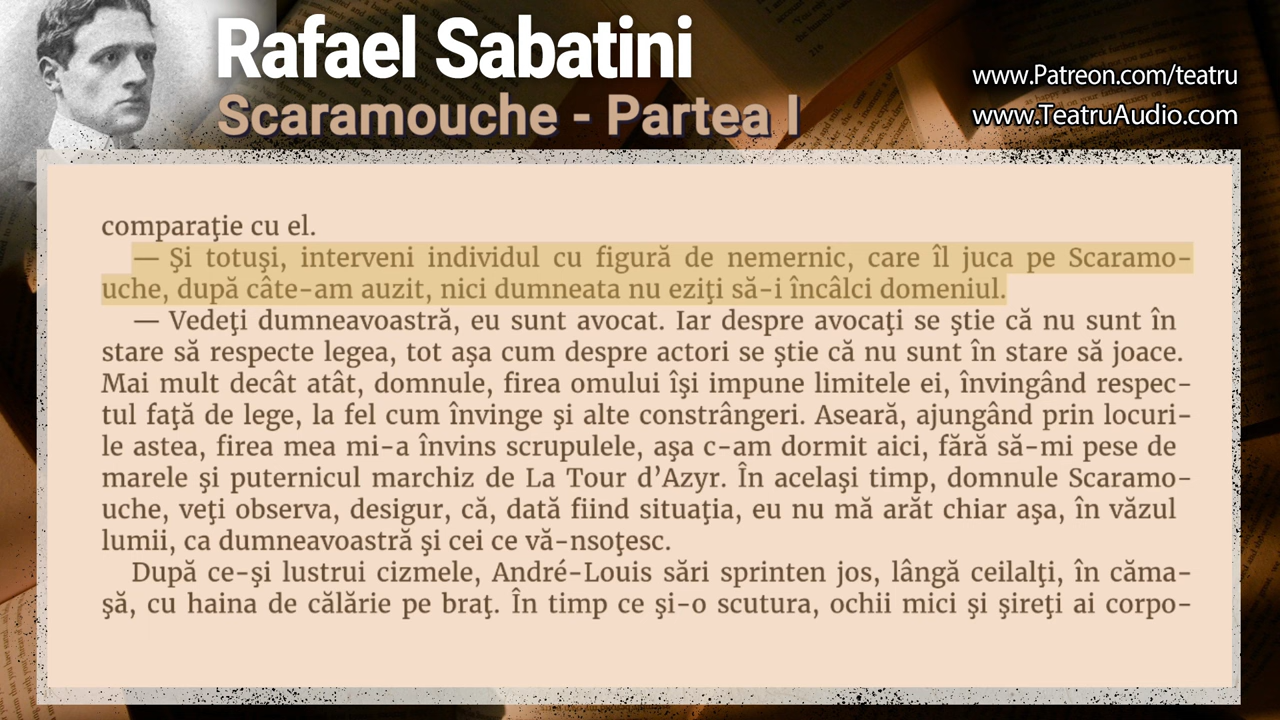 Rafael Sabatini
Scaramouche - Partea I
www.Patreon.com/teatru
www.TeatruAudio.com
comparaţie cu el.
— Şi totuşi, interveni individul cu figură de nemernic, care îl juca pe Scaramo-
uche, după câte-am auzit, nici dumneata nu eziţi să-i încâlci domeniul.
— Vedeţi dumneavoastră, eu sunt avocat. Iar despre avocaţi se ştie că nu sunt în
stare să respecte legea, tot aşa cum despre actori se ştie că nu sunt în stare să joace.
Mai mult decât atât, domnule, firea omului îşi impune limitele ei, învingând respec-
tul faţă de lege, la fel cum învinge şi alte constrângeri. Aseară, ajungând prin locuri-
le astea, firea mea mi-a învins scrupulele, aşa c-am dormit aici, fără să-mi pese de
marele şi puternicul marchiz de La Tour d’Azyr. În acelaşi timp, domnule Scaramo-
uche, veţi observa, desigur, că, dată fiind situaţia, eu nu mă arăt chiar aşa, în văzul
lumii, ca dumneavoastră şi cei ce vă-nsoţesc.
După ce-şi lustrui cizmele, André-Louis sări sprinten jos, lângă ceilalţi, în căma-
şă, cu haina de călărie pe braţ. În timp ce şi-o scutura, ochii mici şi şireţi ai corpo-